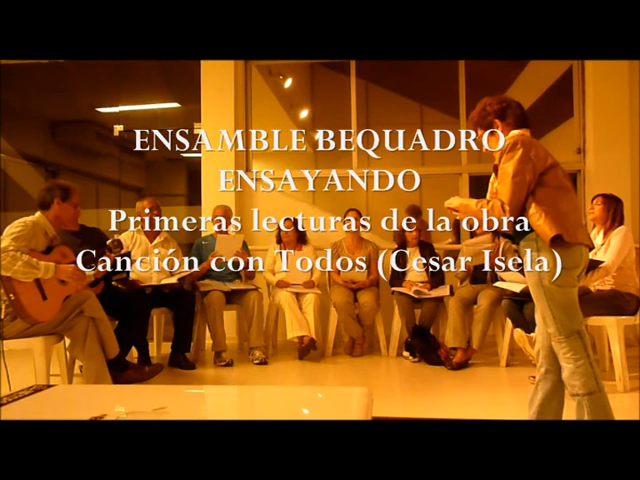 ENSAMBLE BEQUADRO
ENSAYANDO
Primeras lecturas de la obra
Canción con Todos (Cesar Isela)